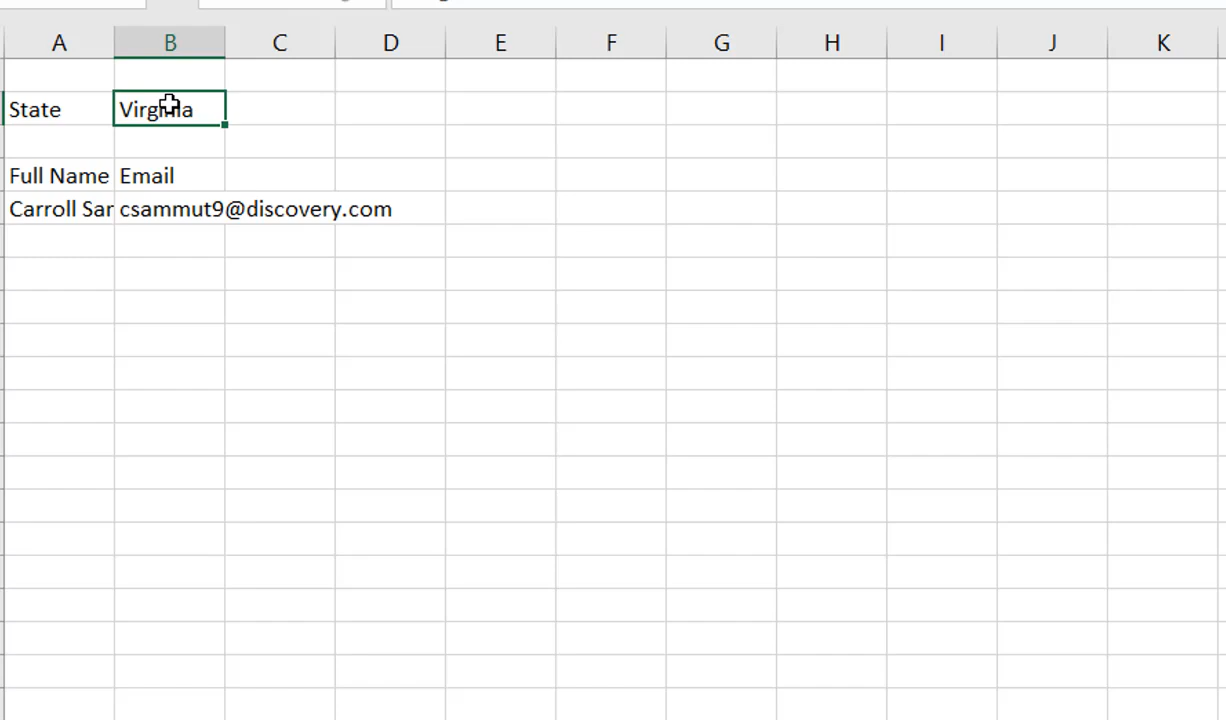 A B C D E F G H I J K
State Virginia
Full Name Email
Carroll Sar csammut9@discovery.com